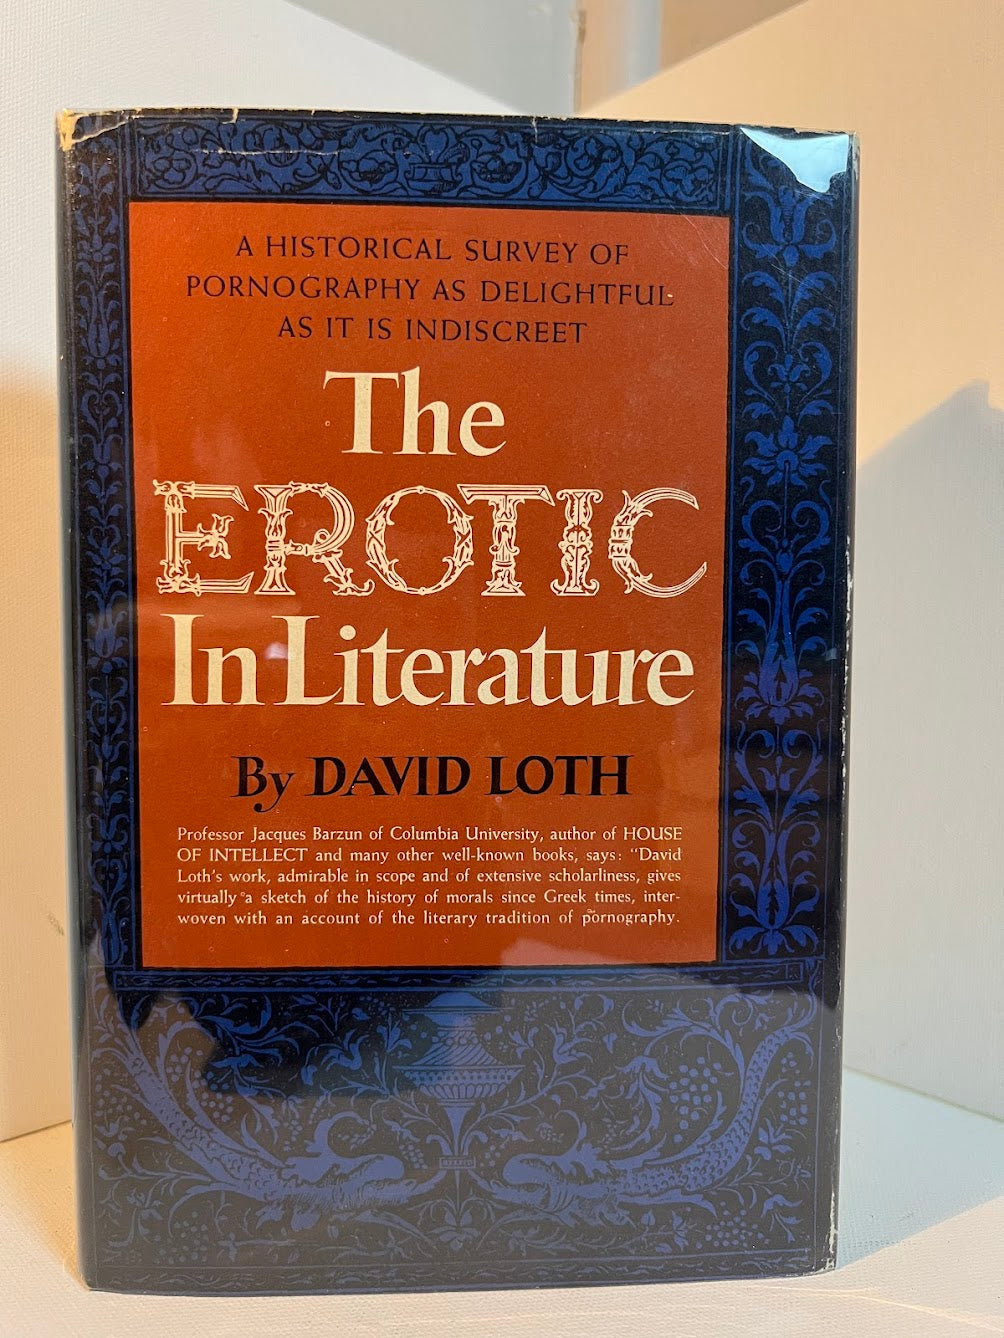 A HISTORICAL SURVEY OF
PORNOGRAPHY AS DELIGHTFUL
AS IT IS INDISCREET
The
EROTIC
In Literature
By DAVID LOTH
Professor Jacques Barzun of Columbia University, author of HOUSE
OF INTELLECT and many other well-known books, says: "David
Loth's work, admirable in scope and of extensive scholarliness, gives
virtually a sketch of the history of morals since Greek times, inter-
woven with an account of the literary tradition of pornography.